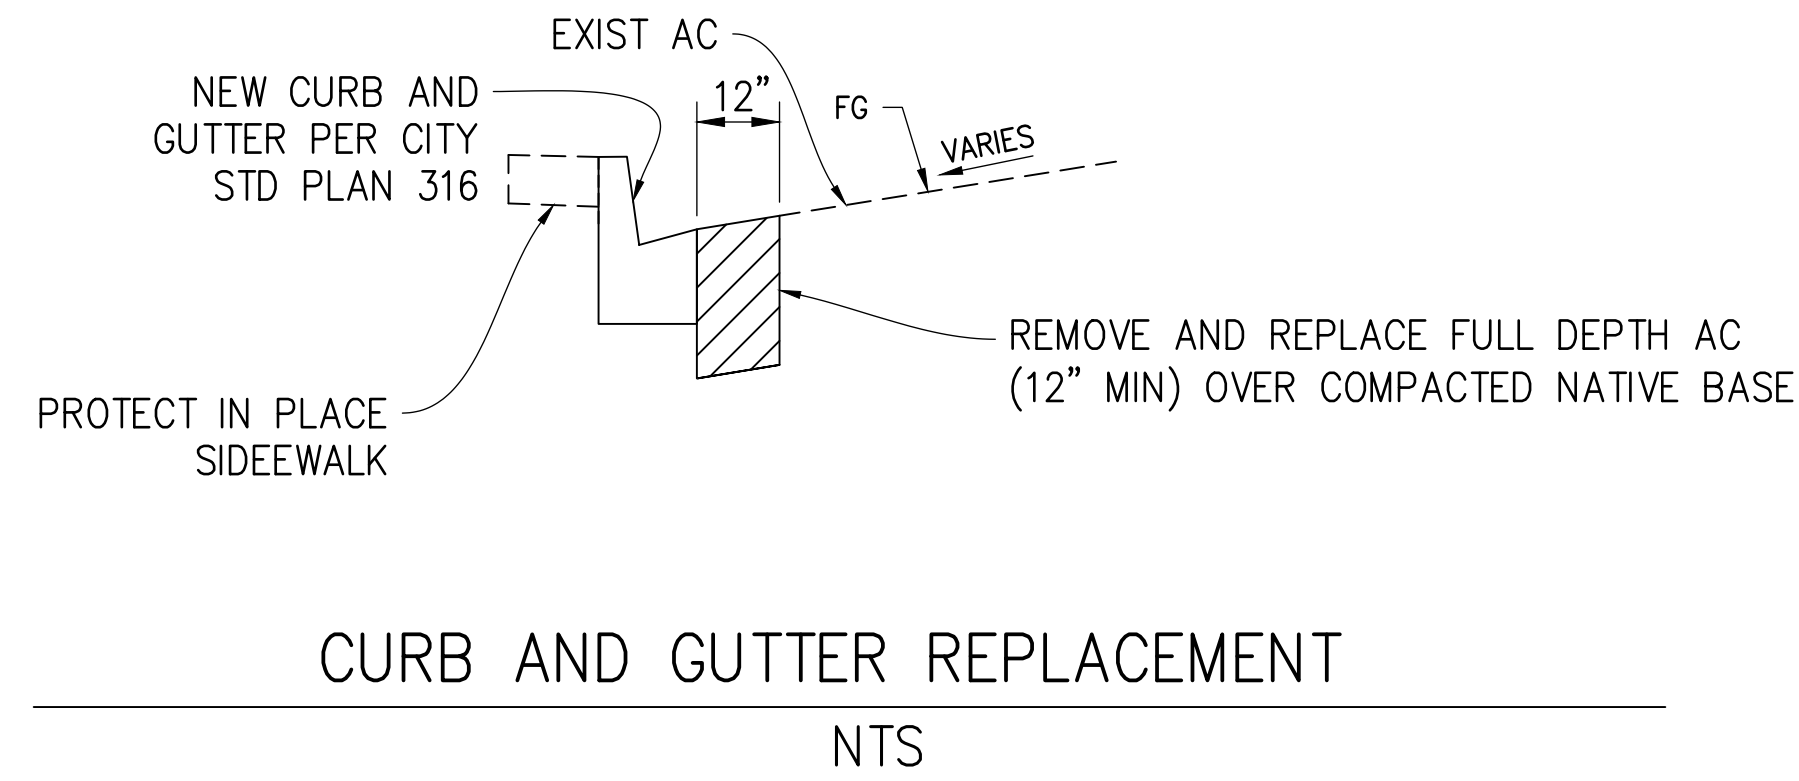 EXIST AC
NEW CURB AND
GUTTER PER CITY
STD PLAN 316
12”
FG
VARIES
REMOVE AND REPLACE FULL DEPTH AC
(12” MIN) OVER COMPACTED NATIVE BASE
PROTECT IN PLACE
SIDEEWALK
CURB AND GUTTER REPLACEMENT
NTS